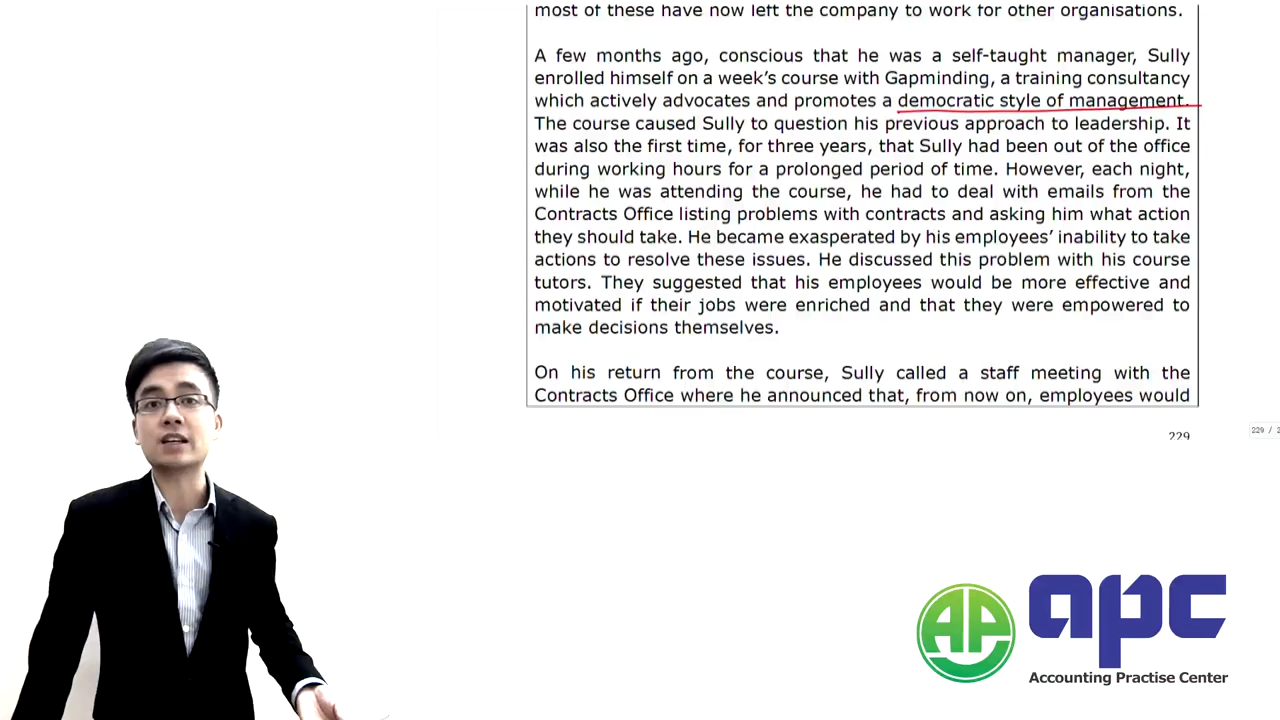 most of these have now left the company to work for other organisations.
A few months ago, conscious that he was a self-taught manager, Sully
enrolled himself on a week's course with Gapminding, a training consultancy
which actively advocates and promotes a democratic style of management.
The course caused Sully to question his previous approach to leadership. It
was also the first time, for three years, that Sully had been out of the office
during working hours for a prolonged period of time. However, each night,
while he was attending the course, he had to deal with emails from the
Contracts Office listing problems with contracts and asking him what action
they should take. He became exasperated by his employees' inability to take
actions to resolve these issues. He discussed this problem with his course
tutors. They suggested that his employees would be more effective and
motivated if their jobs were enriched and that they were empowered to
make decisions themselves.
On his return from the course, Sully called a staff meeting with the
Contracts Office where he announced that, from now on, employees would
229
229 /
AP
apc
Accounting Practise Center